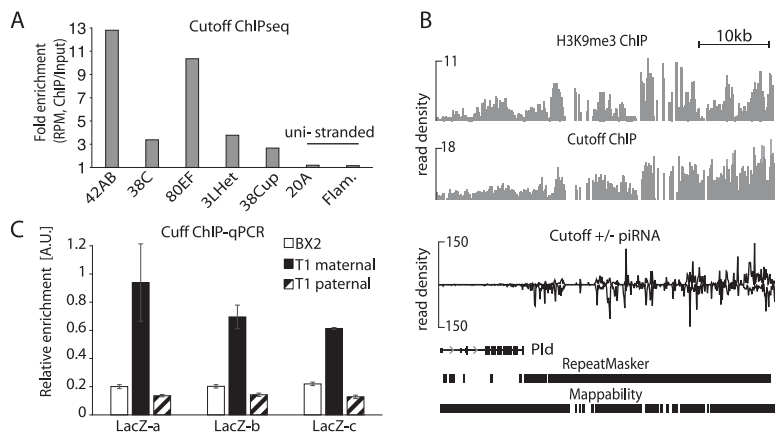 A
Cutoff ChIPseq
Fold enrichment
(RPM, ChIP/Input)
13
11
9
7
5
3
1
uni- stranded
42AB
38C
80EF
3LHet
38Cup
20A
Flam.
B
H3K9me3 ChIP
10kb
11
read density
Cutoff ChIP
18
Cutoff +/- piRNA
150
read density
150
Pld
RepeatMasker
Mappability
C
Cuff ChIP-qPCR
Relative enrichment [A.U.]
1.2
1
0.8
0.6
0.4
0.2
0
BX2
T1 maternal
T1 paternal
LacZ-a
LacZ-b
LacZ-c